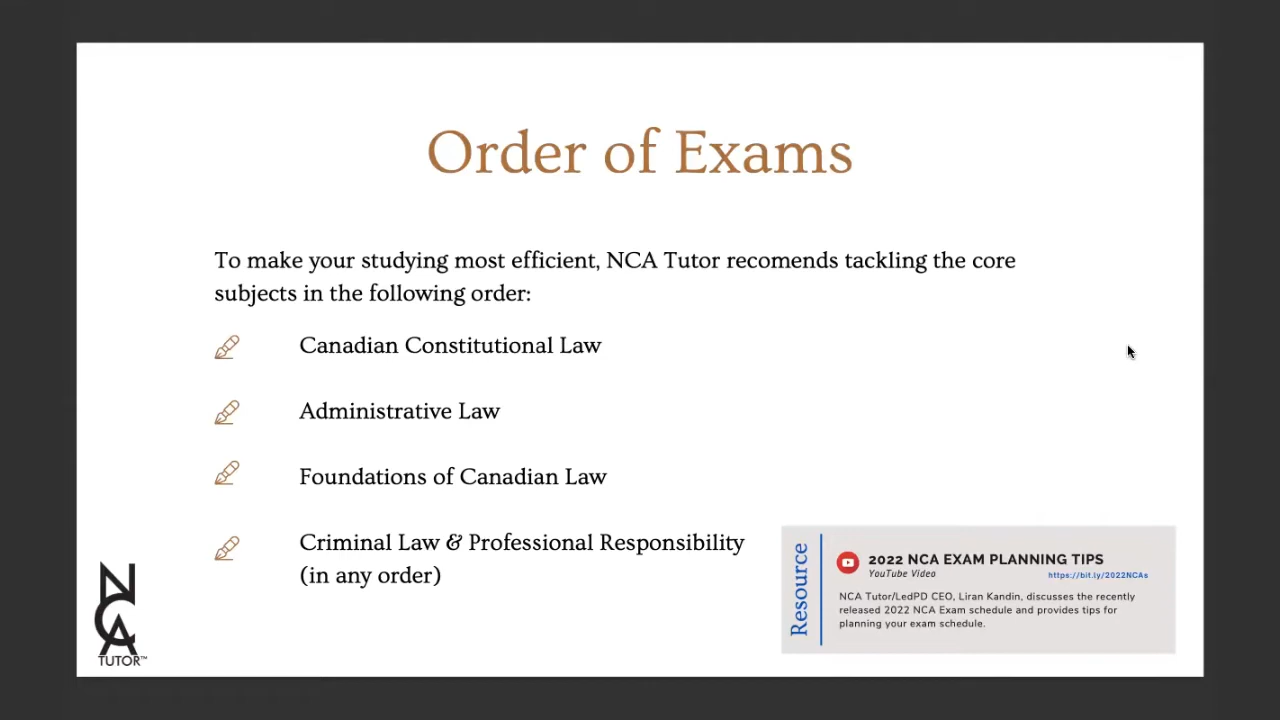 Order of Exams
To make your studying most efficient, NCA Tutor recomends tackling the core
subjects in the following order:
Canadian Constitutional Law
Administrative Law
Foundations of Canadian Law
Criminal Law & Professional Responsibility
(in any order)
Resource
2022 NCA EXAM PLANNING TIPS
YouTube Video https://bit.ly/2022NCAs
NCA Tutor/LedPD CEO, Liran Kandin, discusses the recently
released 2022 NCA Exam schedule and provides tips for
planning your exam schedule.
NCA
TUTOR™